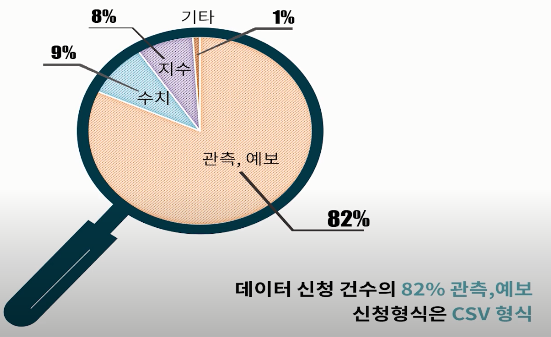 8%
기타
1%
9%
지수
수치
관측, 예보
82%
데이터 신청 건수의 82% 관측,예보
신청형식은 CSV 형식